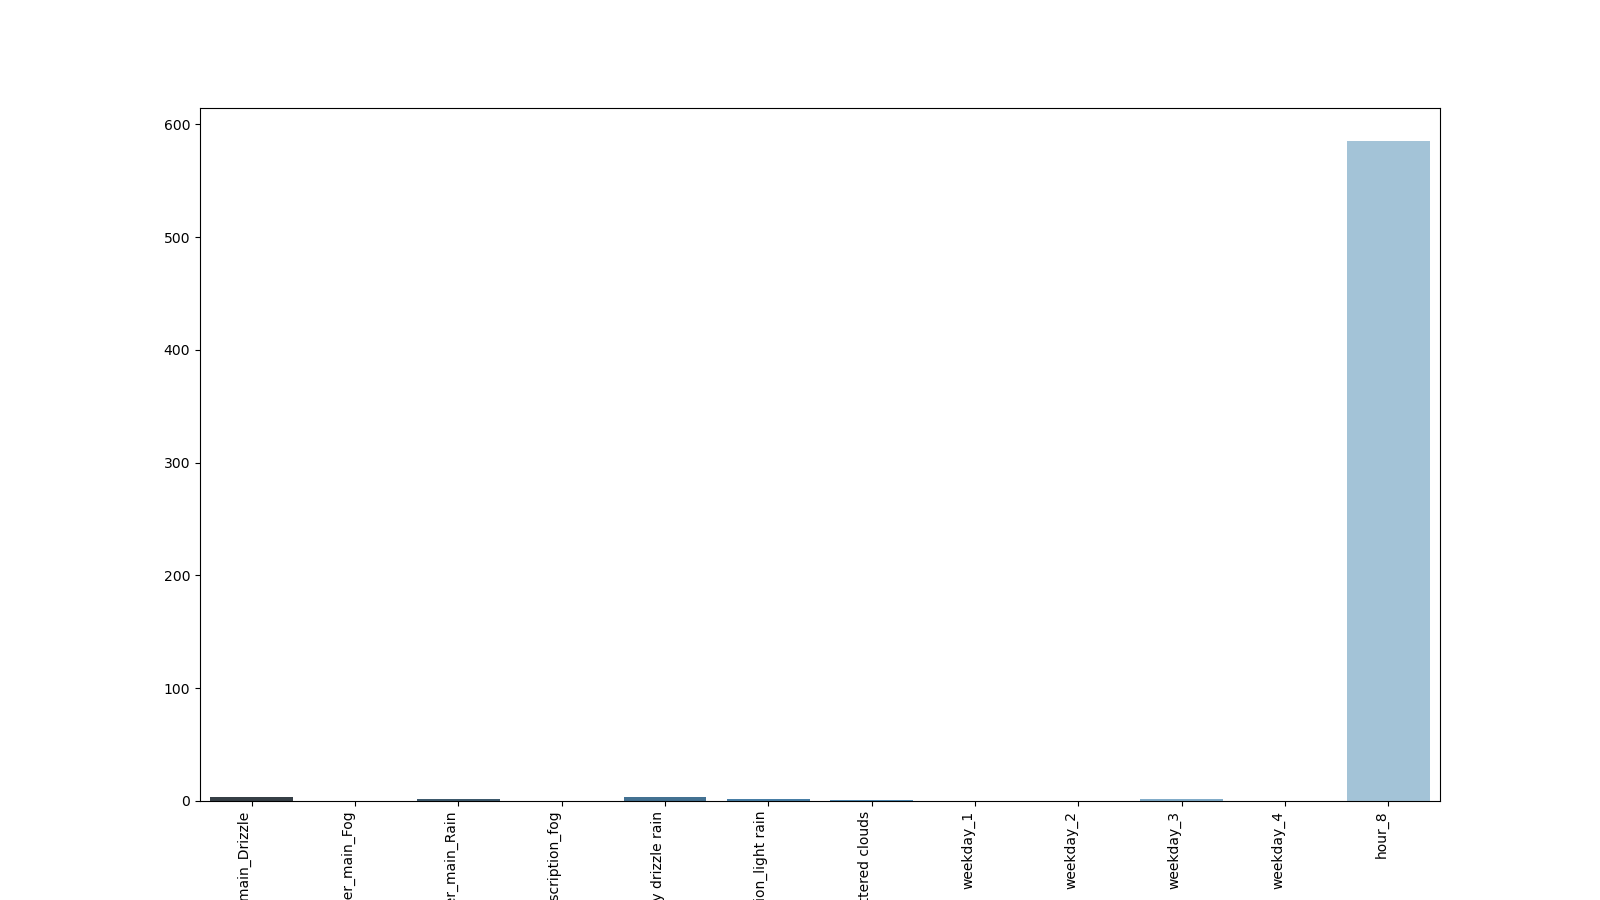 600
500
400
300
200
100
0
main_Drizzle
er_main_Fog
er_main_Rain
scription_fog
y drizzle rain
ion_light rain
ttered clouds
weekday_1
weekday_2
weekday_3
weekday_4
hour_8